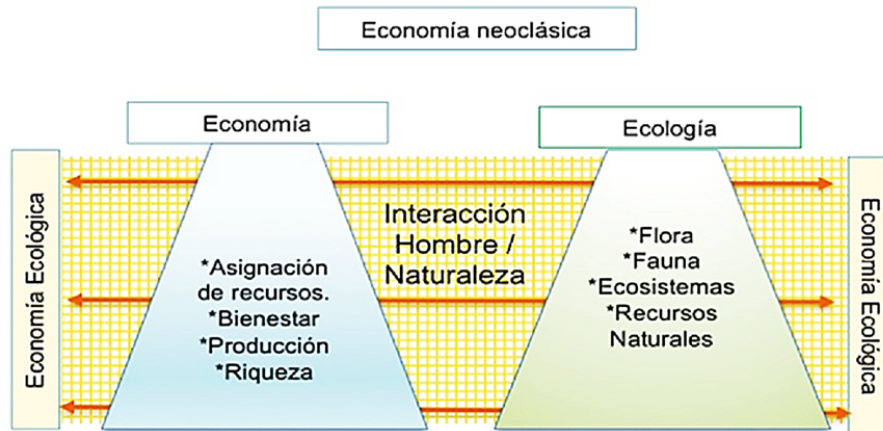 Economía neoclásica
Economía
Ecología
Economía Ecológica
Interacción
Hombre /
Naturaleza
*Asignación
de recursos.
*Bienestar
*Producción
*Riqueza
*Flora
*Fauna
*Ecosistemas
*Recursos
Naturales
Economía Ecológica